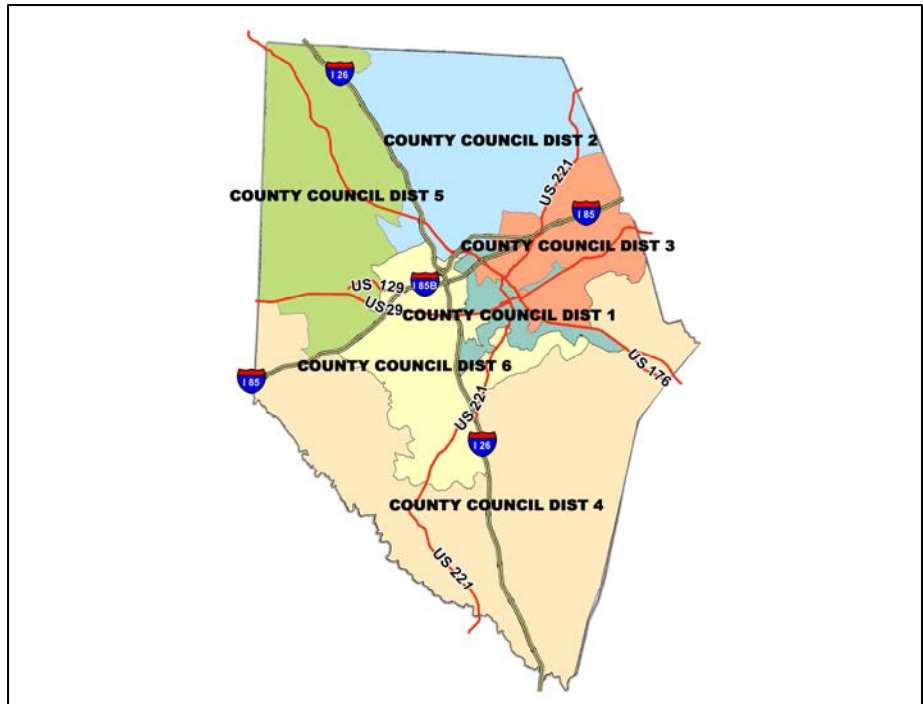 I 26
COUNTY COUNCIL DIST 2
US 221
COUNTY COUNCIL DIST 5
I 85
COUNTY COUNCIL DIST 3
I 85B
US 129
US29
COUNTY COUNCIL DIST 1
COUNTY COUNCIL DIST 6
US 176
I 85
US 221
I 26
COUNTY COUNCIL DIST 4
US 221